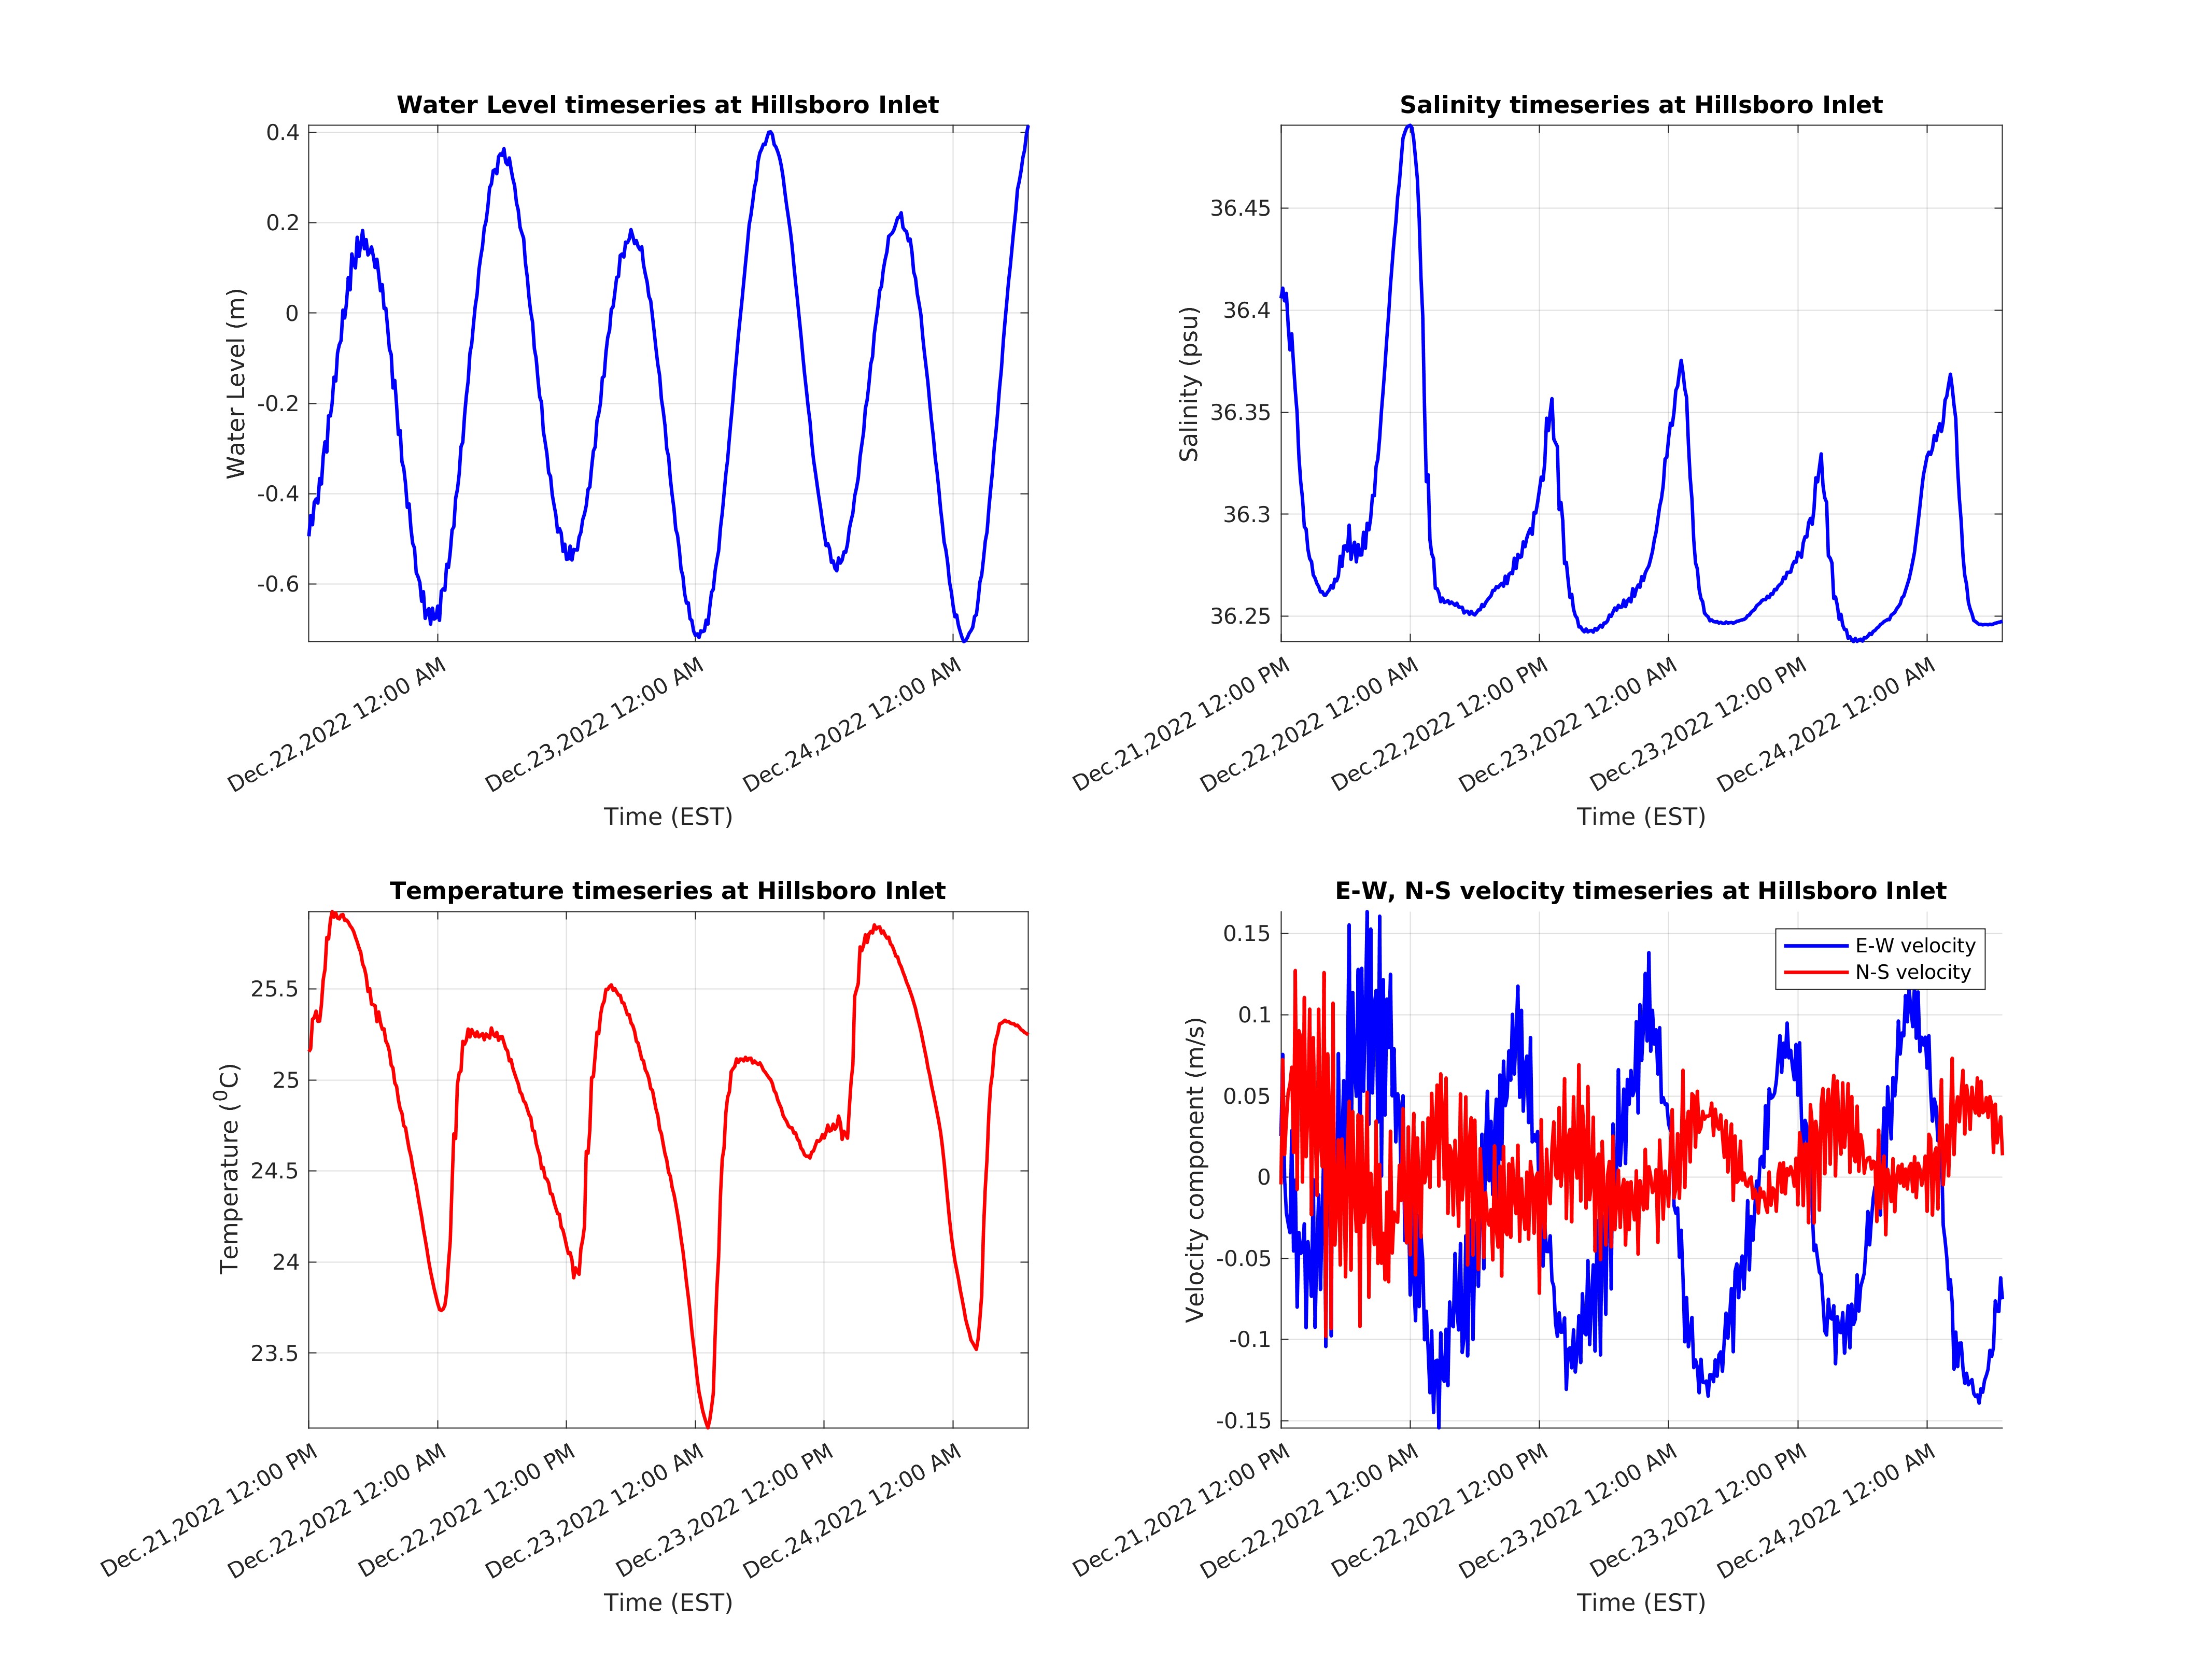 Water Level timeseries at Hillsboro Inlet
0.4
0.2
0
-0.2
-0.4
-0.6
Water Level (m)
Dec.22,2022 12:00 AM
Dec.23,2022 12:00 AM
Dec.24,2022 12:00 AM
Time (EST)
Salinity timeseries at Hillsboro Inlet
36.45
36.4
36.35
36.3
36.25
Salinity (psu)
Dec.21,2022 12:00 PM
Dec.22,2022 12:00 AM
Dec.22,2022 12:00 PM
Dec.23,2022 12:00 AM
Dec.23,2022 12:00 PM
Dec.24,2022 12:00 AM
Time (EST)
Temperature timeseries at Hillsboro Inlet
25.5
25
24.5
24
23.5
Temperature (⁰C)
Dec.21,2022 12:00 PM
Dec.22,2022 12:00 AM
Dec.22,2022 12:00 PM
Dec.23,2022 12:00 AM
Dec.23,2022 12:00 PM
Dec.24,2022 12:00 AM
Time (EST)
E-W, N-S velocity timeseries at Hillsboro Inlet
E-W velocity
N-S velocity
0.15
0.1
0.05
0
-0.05
-0.1
-0.15
Velocity component (m/s)
Dec.21,2022 12:00 PM
Dec.22,2022 12:00 AM
Dec.22,2022 12:00 PM
Dec.23,2022 12:00 AM
Dec.23,2022 12:00 PM
Dec.24,2022 12:00 AM
Time (EST)